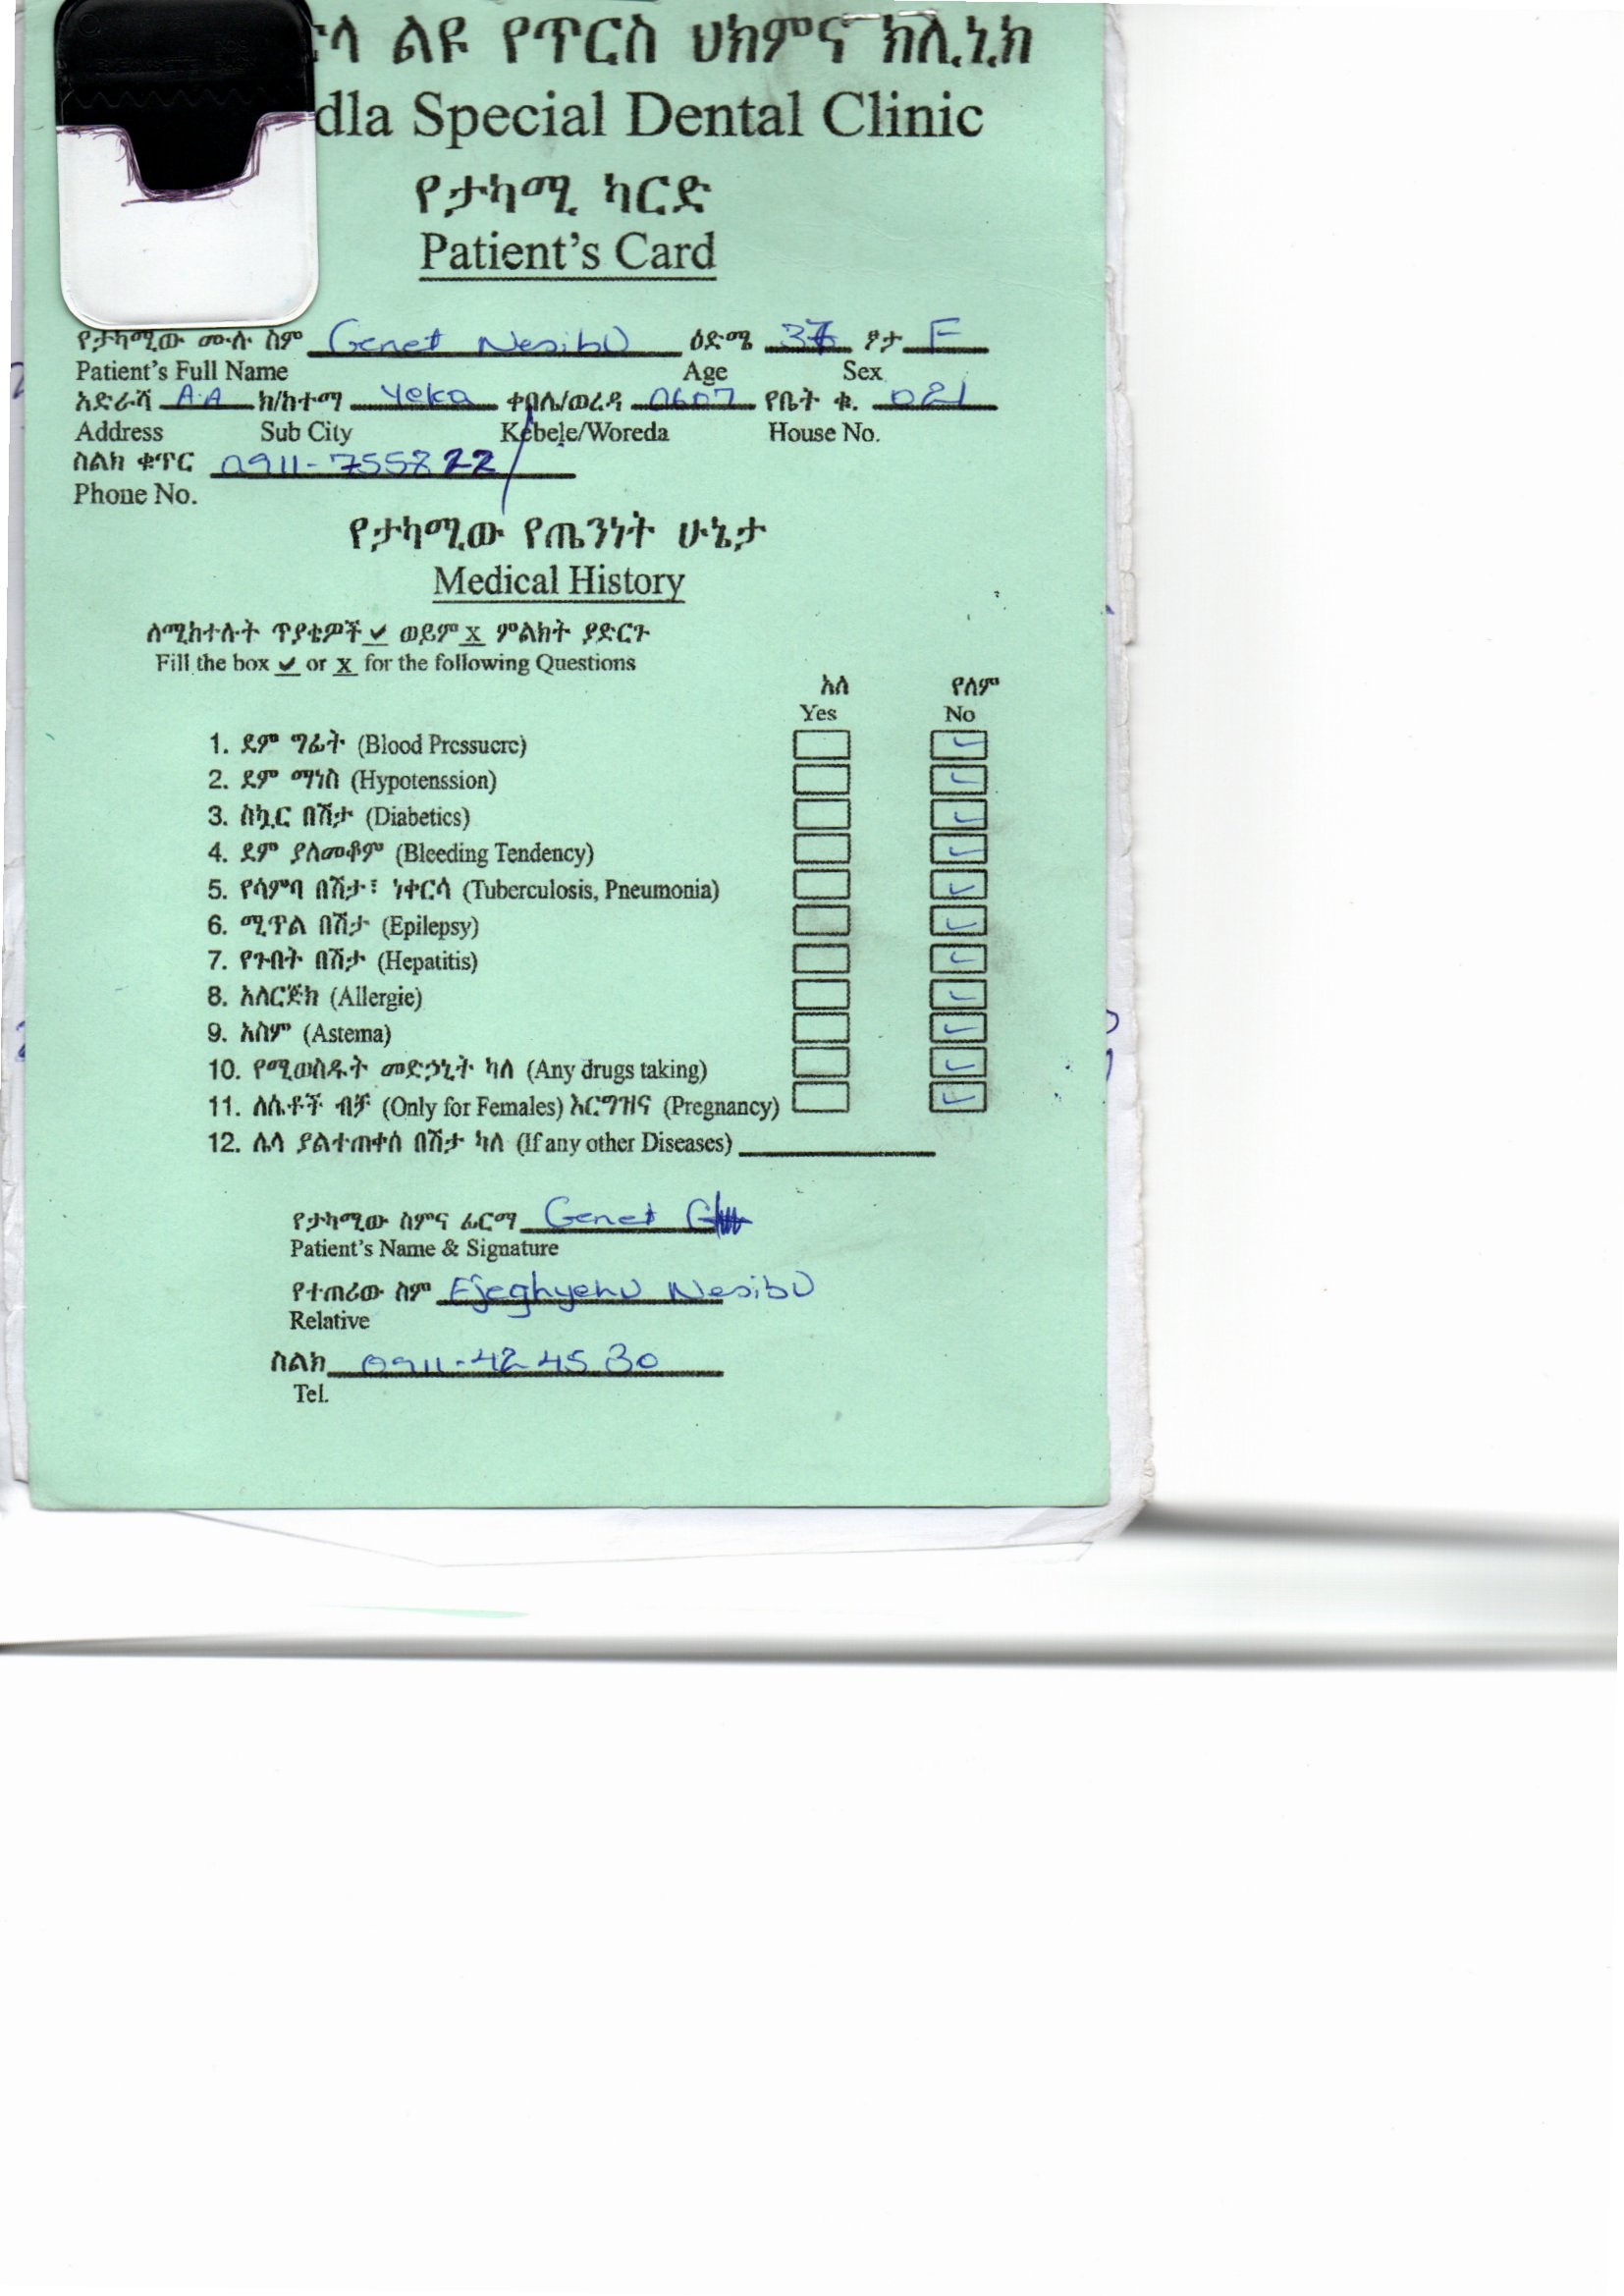 ልዩ የጥርስ ህክምና ክሊኒክ
dla Special Dental Clinic
የታካሚ ካርድ
Patient's Card
የታካሚው ሙሉ ስም Genet Nesibu ዕድሜ ፆታ F
Patient's Full Name Age Sex
አድራሻ A.A ክ/ከተማ Yeka ቀበሌ/ወረዳ 0607 የቤት ቁ. 021
Address Sub City Kebele/Woreda House No.
ስልክ ቁጥር 0911-755822
Phone No.
የታካሚው የጤንነት ሁኔታ
Medical History
ለሚከተሉት ጥያቄዎች ✓ ወይም x ምልክት ያድርጉ
Fill the box ✓ or x for the following Questions
አለ የለም
Yes No
1. ደም ግፊት (Blood Pressuere) ✓
2. ደም ማነስ (Hypotenssion) ✓
3. ስኳር በሽታ (Diabetics) ✓
4. ደም ያለመቆም (Bleeding Tendency) ✓
5. የሳምባ በሽታ፣ ነቀርሳ (Tuberculosis, Pneumonia) ✓
6. ሚጥል በሽታ (Epilepsy) ✓
7. የጉበት በሽታ (Hepatitis) ✓
8. አለርጅክ (Allergie) ✓
9. አስም (Astema) ✓
10. የሚወስዱት መድኃኒት ካለ (Any drugs taking) ✓
11. ለሴቶች ብቻ (Only for Females) እርግዝና (Pregnancy) ✓
12. ሌላ ያልተጠቀሰ በሽታ ካለ (If any other Diseases)
የታካሚው ስምና ፊርማ Genet
Patient's Name & Signature
የተጠሪው ስም Ejeghyehu Nesibu
Relative
ስልክ 0911-42 45 30
Tel.